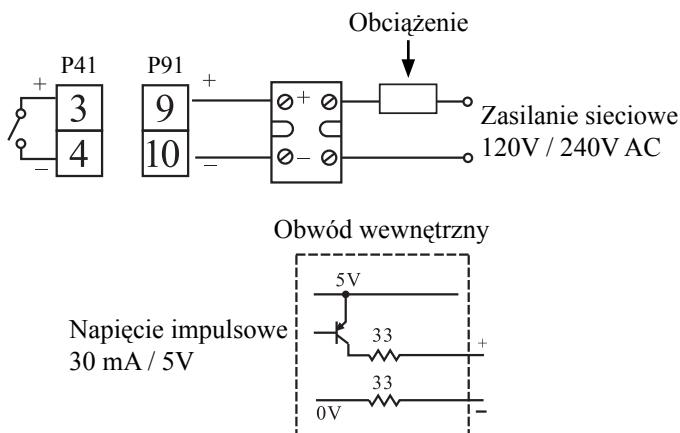 Obciążenie
P41 P91
+ +
3 9 + Zasilanie sieciowe
4 10 – 120V / 240V AC
– –
Obwód wewnętrzny
5V
Napięcie impulsowe 33 +
30 mA / 5V
33
0V –